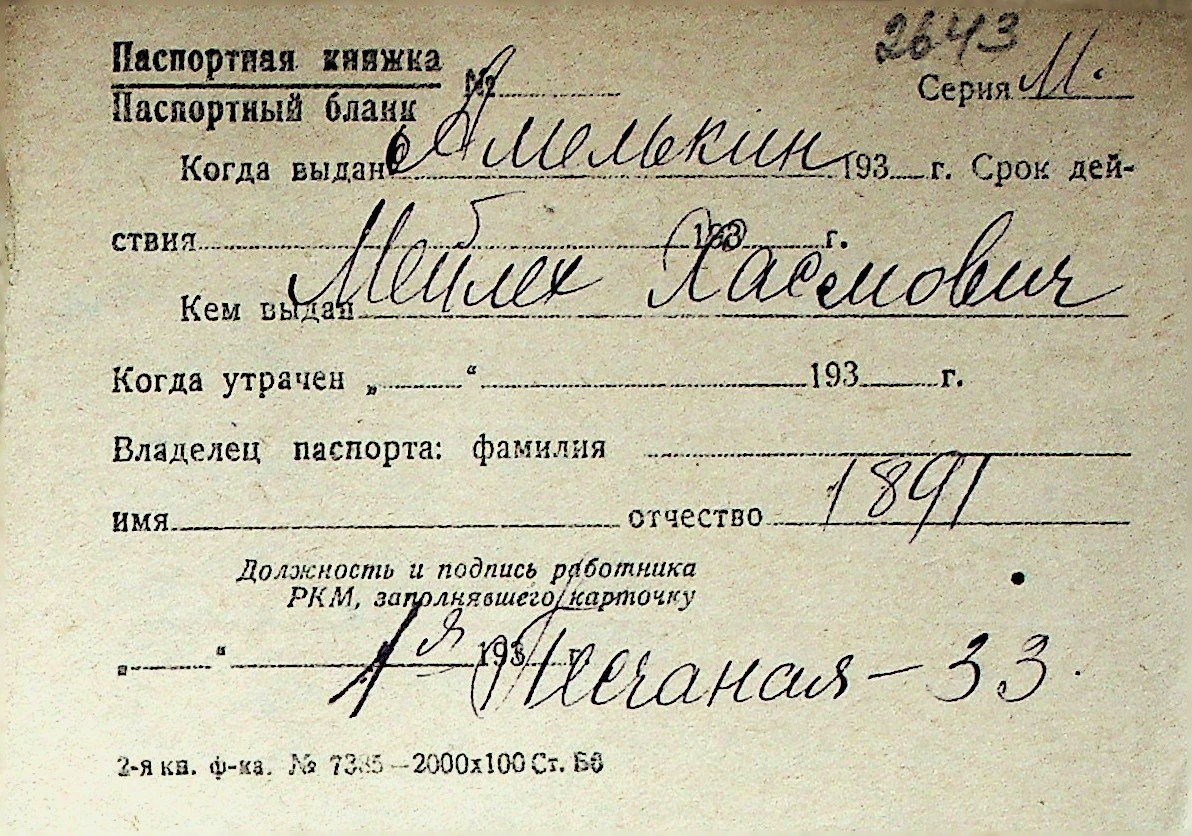 2643
Паспортная книжка
Паспортный бланк № Серия М.
Амелькин
Когда выдан 193 г. Срок дей-
ствия 193 г.
Мейлех Хаимович
Кем выдан
Когда утрачен „ “ 193 г.
Владелец паспорта: фамилия
имя отчество 1891
Должность и подпись работника
РКМ, заполнявшего карточку
„ “ 193 г.
1я Песчаная – 33.
2-я кн. ф-ка. № 7385—2000х100 Ст. Бб